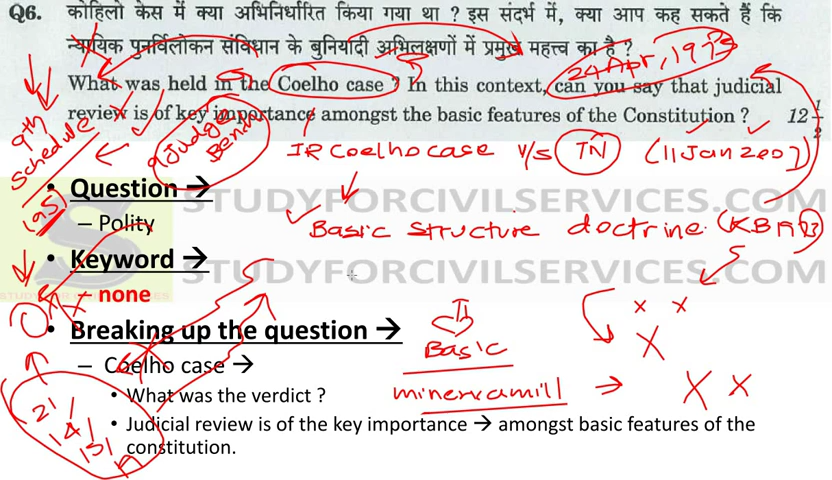 Q6. कोहिलो केस में क्या अभिनिर्धारित किया गया था ? इस संदर्भ में, क्या आप कह सकते हैं कि
न्यायिक पुनर्विलोकन संविधान के बुनियादी अभिलक्षणों में प्रमुख महत्त्व का है ?
24 Apr, 1973
What was held in the Coelho case ? In this context, can you say that judicial
review is of key importance amongst the basic features of the Constitution ? 12½
9th
schedule
(95)
9 Judge
Bench
IR Coelho case v/s TN (11 Jan 2007)
• Question →
STUDYFORCIVILSERVICES.COM
– Polity
Basic structure doctrine.
• Keyword →
STUDYFORCIVILSERVICES.COM
– none
• Breaking up the question →
Basic
– Coelho case →
• What was the verdict ?
minervamill →
• Judicial review is of the key importance → amongst basic features of the
constitution.
21/
14/
15/